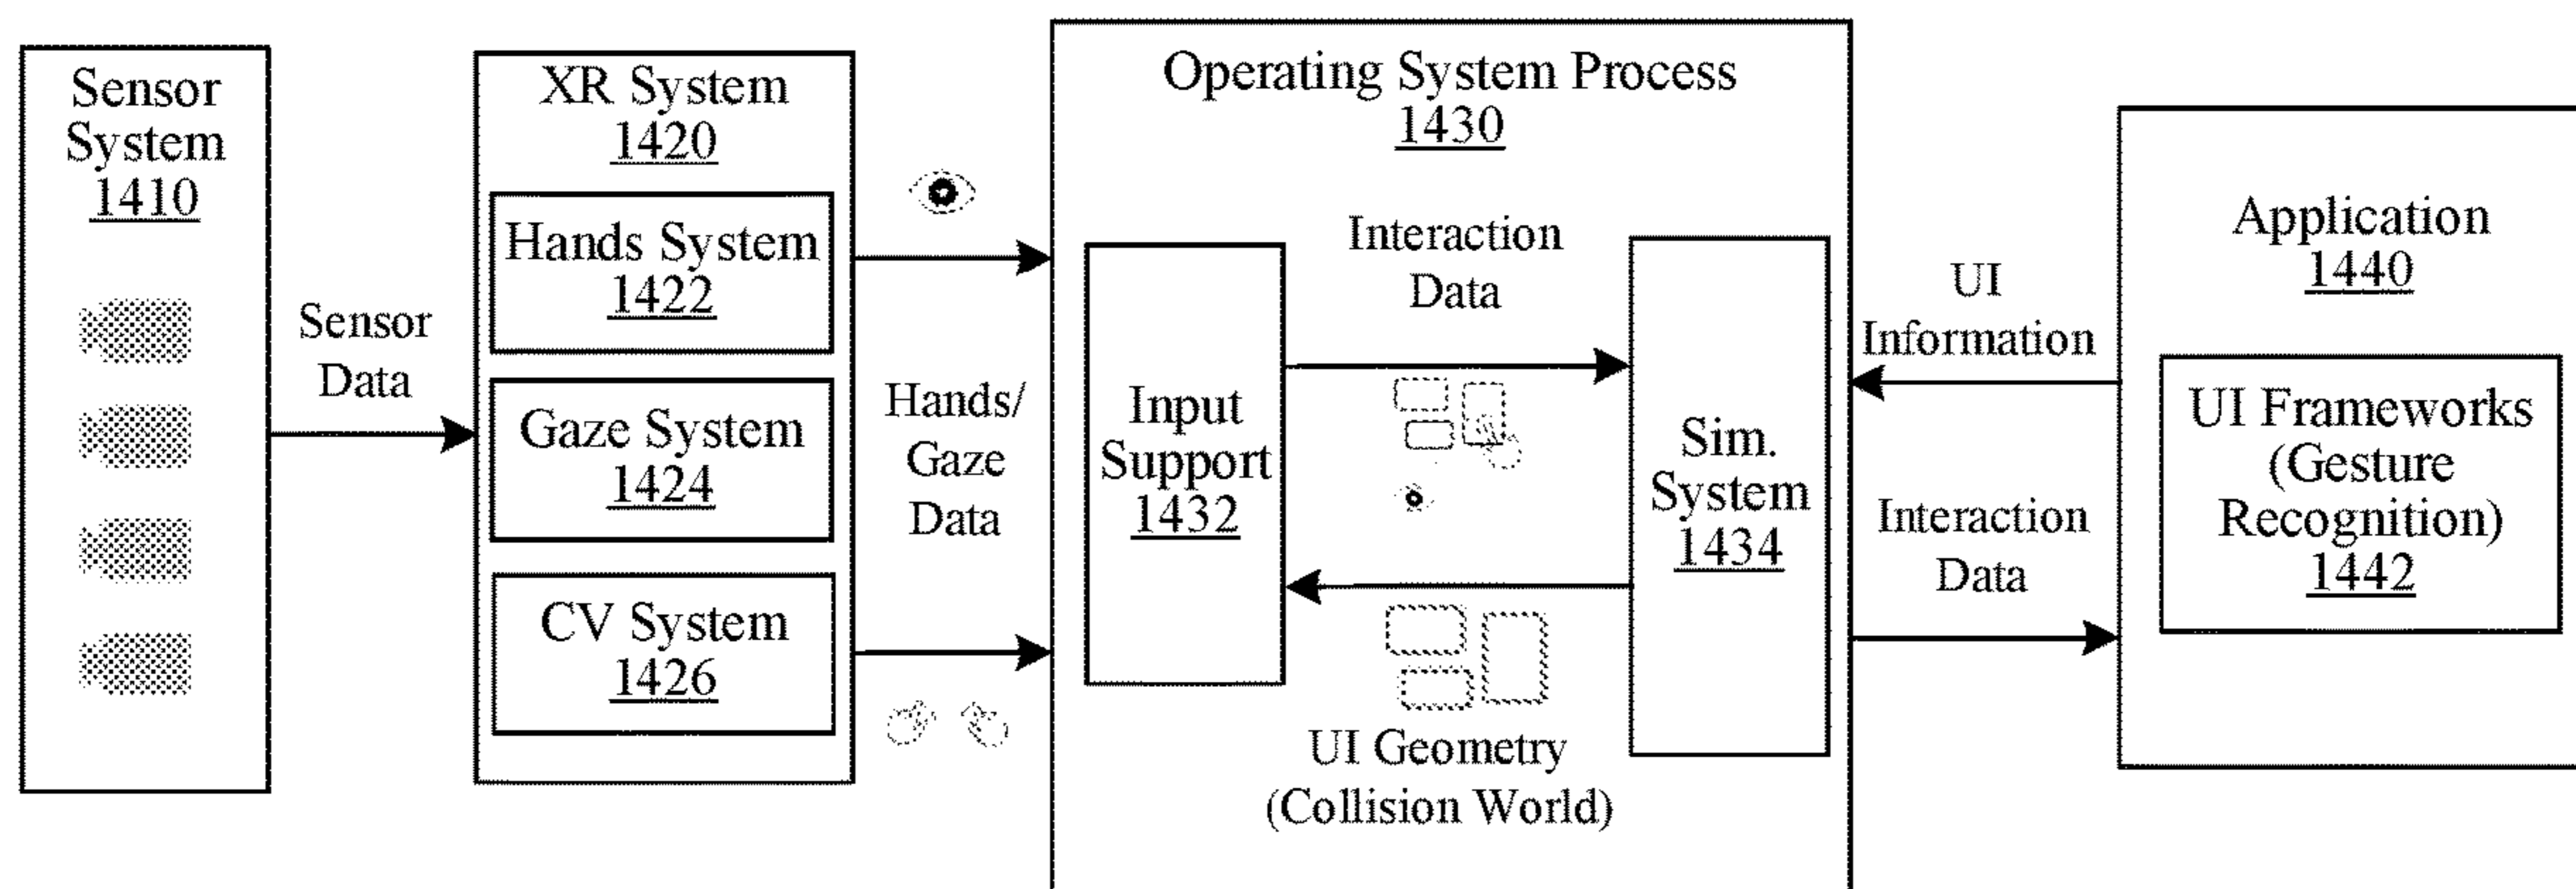 Sensor
System
1410
Sensor
Data
XR System
1420
Hands System
1422
Gaze System
1424
CV System
1426
Hands/
Gaze
Data
Operating System Process
1430
Input
Support
1432
Interaction
Data
UI Geometry
(Collision World)
Sim.
System
1434
UI
Information
Interaction
Data
Application
1440
UI Frameworks
(Gesture
Recognition)
1442